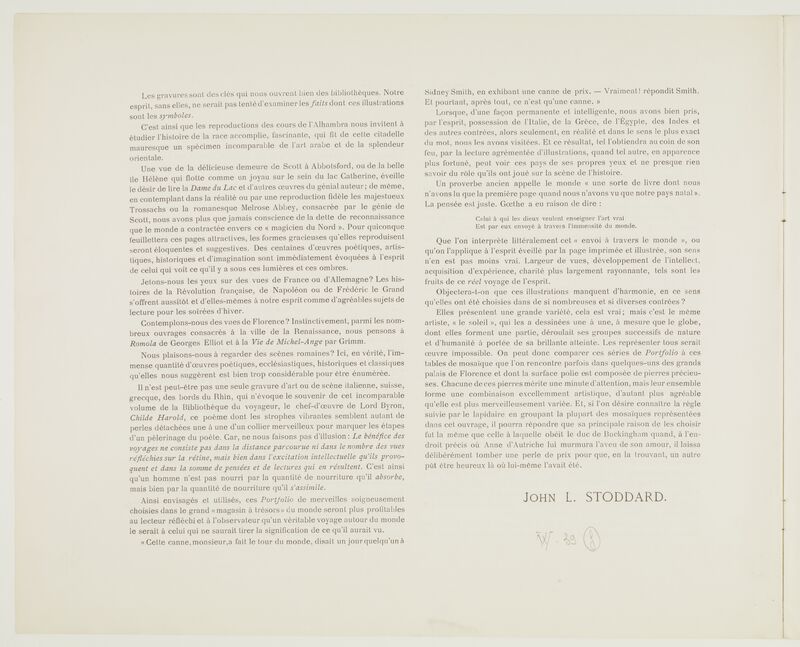 Les gravures sont des clés qui nous ouvrent bien des bibliothèques. Notre
esprit, sans elles, ne serait pas tenté d'examiner les faits dont ces illustrations
sont les symboles.
C'est ainsi que les reproductions des cours de l'Alhambra nous invitent à
étudier l'histoire de la race accomplie, fascinante, qui fit de cette citadelle
mauresque un spécimen incomparable de l'art arabe et de la splendeur
orientale.
Une vue de la délicieuse demeure de Scott à Abbotsford, ou de la belle
île Hélène qui flotte comme un joyau sur le sein du lac Catherine, éveille
le désir de lire la Dame du Lac et d'autres œuvres du génial auteur; de même,
en contemplant dans la réalité ou par une reproduction fidèle les majestueux
Trossachs ou la romanesque Melrose Abbey, consacrée par le génie de
Scott, nous avons plus que jamais conscience de la dette de reconnaissance
que le monde a contractée envers ce « magicien du Nord ». Pour quiconque
feuillettera ces pages attractives, les formes gracieuses qu'elles reproduisent
seront éloquentes et suggestives. Des centaines d'œuvres poétiques, artis-
tiques, historiques et d'imagination sont immédiatement évoquées à l'esprit
de celui qui voit ce qu'il y a sous ces lumières et ces ombres.
Jetons-nous les yeux sur des vues de France ou d'Allemagne? Les his-
toires de la Révolution française, de Napoléon ou de Frédéric le Grand
s'offrent aussitôt et d'elles-mêmes à notre esprit comme d'agréables sujets de
lecture pour les soirées d'hiver.
Contemplons-nous des vues de Florence? Instinctivement, parmi les nom-
breux ouvrages consacrés à la ville de la Renaissance, nous pensons à
Romola de Georges Elliot et à la Vie de Michel-Ange par Grimm.
Nous plaisons-nous à regarder des scènes romaines? Ici, en vérité, l'im-
mense quantité d'œuvres poétiques, ecclésiastiques, historiques et classiques
qu'elles nous suggèrent est bien trop considérable pour être énumérée.
Il n'est peut-être pas une seule gravure d'art ou de scène italienne, suisse,
grecque, des bords du Rhin, qui n'évoque le souvenir de cet incomparable
volume de la Bibliothèque du voyageur, le chef-d'œuvre de Lord Byron,
Childe Harold, ce poème dont les strophes vibrantes semblent autant de
perles détachées une à une d'un collier merveilleux pour marquer les étapes
d'un pèlerinage du poète. Car, ne nous faisons pas d'illusion : Le bénéfice des
voyages ne consiste pas dans la distance parcourue ni dans le nombre des vues
réfléchies sur la rétine, mais bien dans l'excitation intellectuelle qu'ils provo-
quent et dans la somme de pensées et de lectures qui en résultent. C'est ainsi
qu'un homme n'est pas nourri par la quantité de nourriture qu'il absorbe,
mais bien par la quantité de nourriture qu'il s'assimile.
Ainsi envisagés et utilisés, ces Portfolio de merveilles soigneusement
choisies dans le grand « magasin à trésors » du monde seront plus profitables
au lecteur réfléchi et à l'observateur qu'un véritable voyage autour du monde
le serait à celui qui ne saurait tirer la signification de ce qu'il aurait vu.
« Cette canne, monsieur, a fait le tour du monde, disait un jour quelqu'un à
Sidney Smith, en exhibant une canne de prix. — Vraiment! répondit Smith.
Et pourtant, après tout, ce n'est qu'une canne. »
Lorsque, d'une façon permanente et intelligente, nous avons bien pris,
par l'esprit, possession de l'Italie, de la Grèce, de l'Égypte, des Indes et
des autres contrées, alors seulement, en réalité et dans le sens le plus exact
du mot, nous les avons visitées. Et ce résultat, tel l'obtiendra au coin de son
feu, par la lecture agrémentée d'illustrations, quand tel autre, en apparence
plus fortuné, peut voir ces pays de ses propres yeux et ne presque rien
savoir du rôle qu'ils ont joué sur la scène de l'histoire.
Un proverbe ancien appelle le monde « une sorte de livre dont nous
n'avons lu que la première page quand nous n'avons vu que notre pays natal ».
La pensée est juste. Gœthe a eu raison de dire :
Celui à qui les dieux veulent enseigner l'art vrai
Est par eux envoyé à travers l'immensité du monde.
Que l'on interprète littéralement cet « envoi à travers le monde », ou
qu'on l'applique à l'esprit éveillé par la page imprimée et illustrée, son sens
n'en est pas moins vrai. Largeur de vues, développement de l'intellect,
acquisition d'expérience, charité plus largement rayonnante, tels sont les
fruits de ce réel voyage de l'esprit.
Objectera-t-on que ces illustrations manquent d'harmonie, en ce sens
qu'elles ont été choisies dans de si nombreuses et si diverses contrées?
Elles présentent une grande variété, cela est vrai; mais c'est le même
artiste, « le soleil », qui les a dessinées une à une, à mesure que le globe,
dont elles forment une partie, déroulait ses groupes successifs de nature
et d'humanité à portée de sa brillante atteinte. Les représenter tous serait
œuvre impossible. On peut donc comparer ces séries de Portfolio à ces
tables de mosaïque que l'on rencontre parfois dans quelques-uns des grands
palais de Florence et dont la surface polie est composée de pierres précieu-
ses. Chacune de ces pierres mérite une minute d'attention, mais leur ensemble
forme une combinaison excellemment artistique, d'autant plus agréable
qu'elle est plus merveilleusement variée. Et, si l'on désire connaître la règle
suivie par le lapidaire en groupant la plupart des mosaïques représentées
dans cet ouvrage, il pourra répondre que sa principale raison de les choisir
fut la même que celle à laquelle obéit le duc de Buckingham quand, à l'en-
droit précis où Anne d'Autriche lui murmura l'aveu de son amour, il laissa
délibérément tomber une perle de prix pour que, en la trouvant, un autre
pût être heureux là où lui-même l'avait été.
JOHN L. STODDARD.